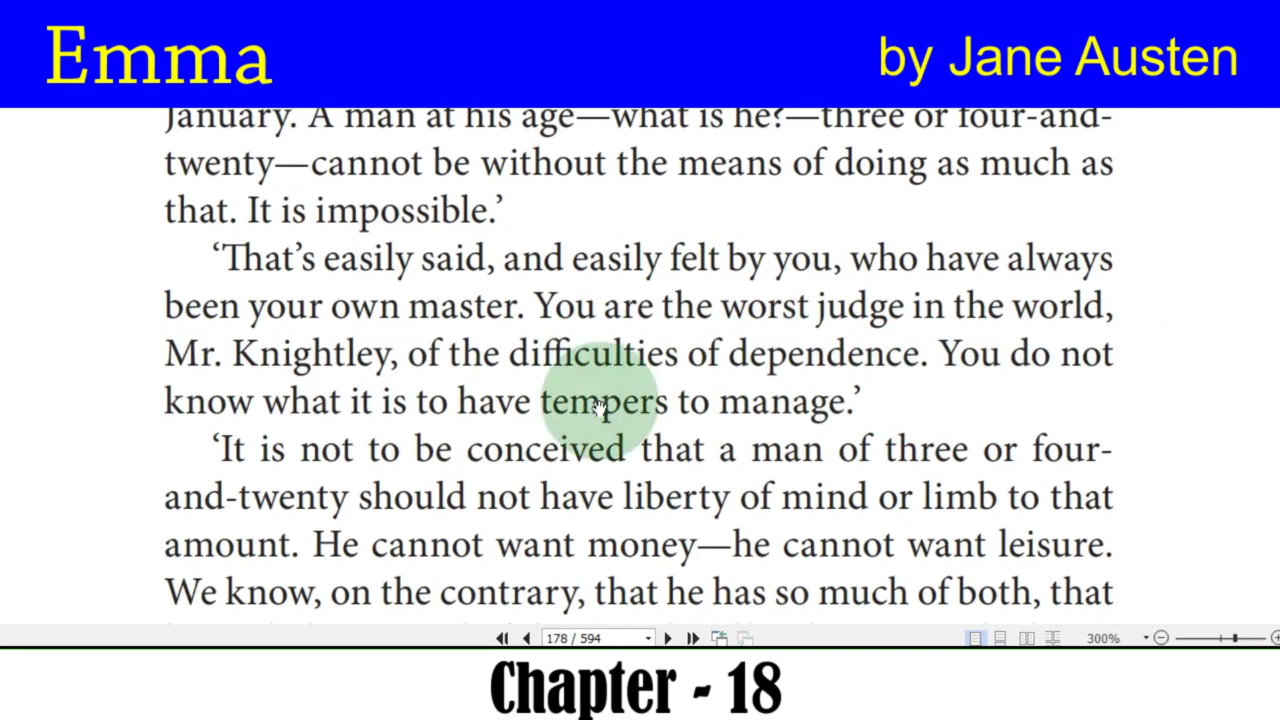 Emma
by Jane Austen
January. A man at his age—what is he?—three or four-and-
twenty—cannot be without the means of doing as much as
that. It is impossible.’
‘That’s easily said, and easily felt by you, who have always
been your own master. You are the worst judge in the world,
Mr. Knightley, of the difficulties of dependence. You do not
know what it is to have tempers to manage.’
‘It is not to be conceived that a man of three or four-
and-twenty should not have liberty of mind or limb to that
amount. He cannot want money—he cannot want leisure.
We know, on the contrary, that he has so much of both, that
178 / 594
300%
Chapter - 18